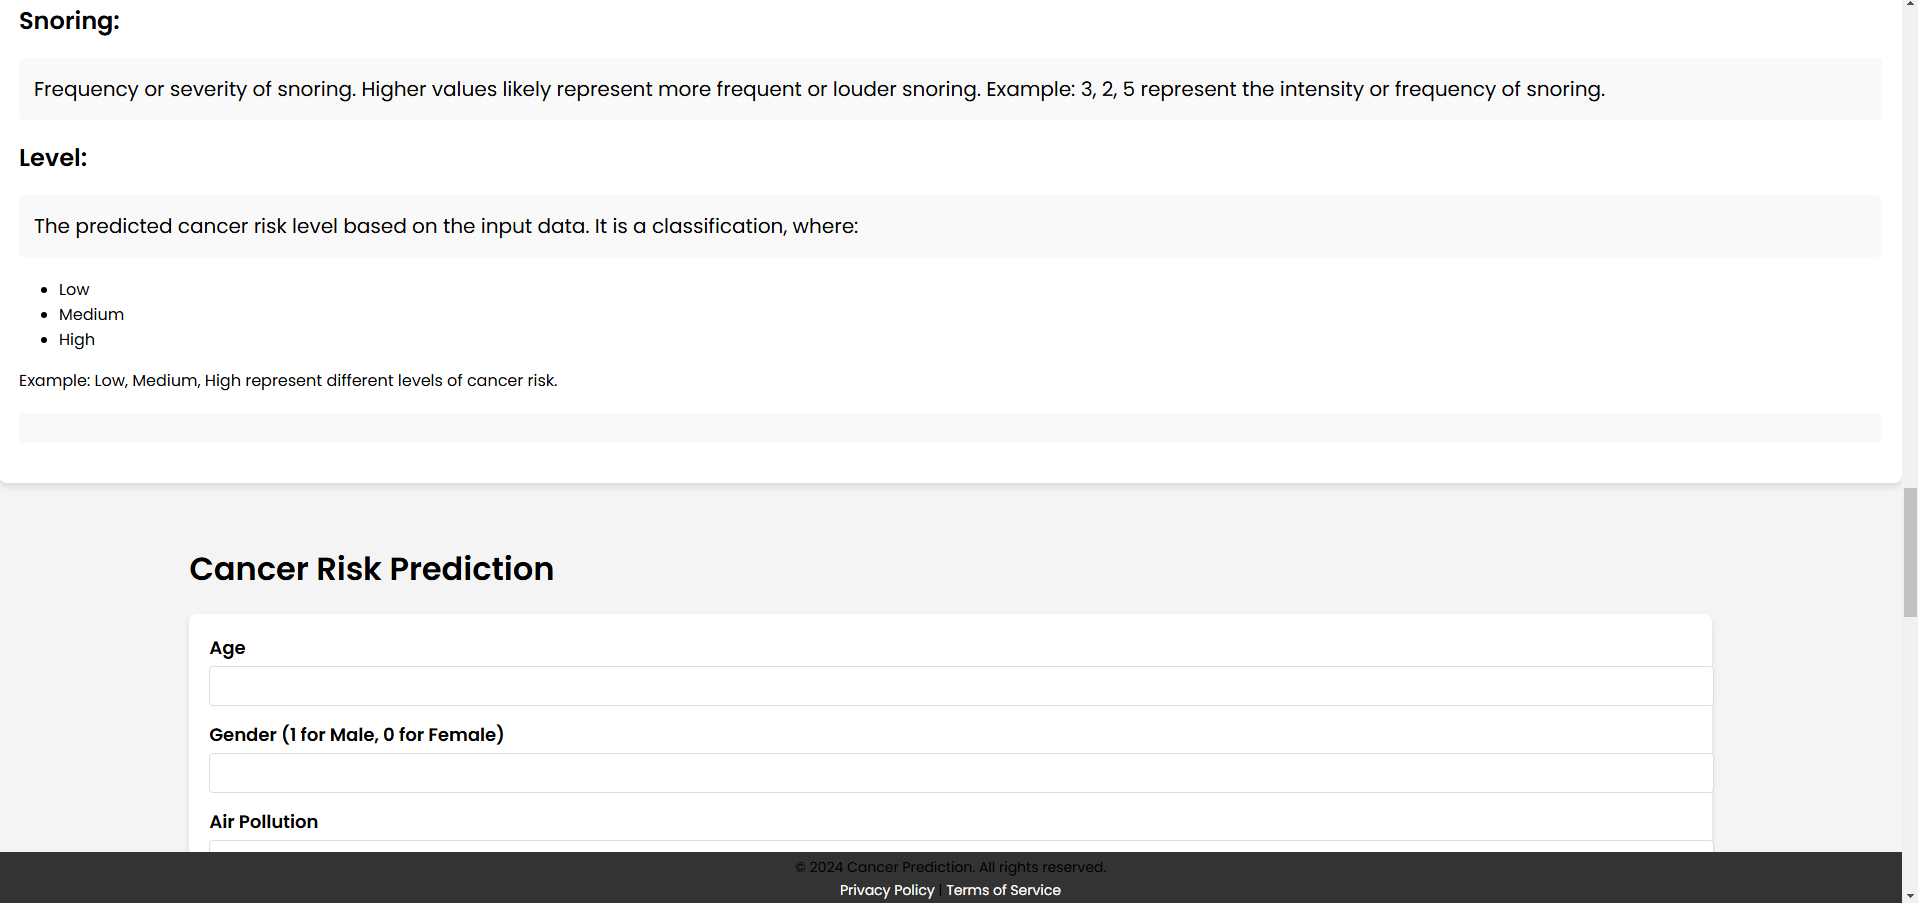 Snoring:
Frequency or severity of snoring. Higher values likely represent more frequent or louder snoring. Example: 3, 2, 5 represent the intensity or frequency of snoring.
Level:
The predicted cancer risk level based on the input data. It is a classification, where:
Low
Medium
High
Example: Low, Medium, High represent different levels of cancer risk.
Cancer Risk Prediction
Age
Gender (1 for Male, 0 for Female)
Air Pollution
© 2024 Cancer Prediction. All rights reserved.
Privacy Policy | Terms of Service